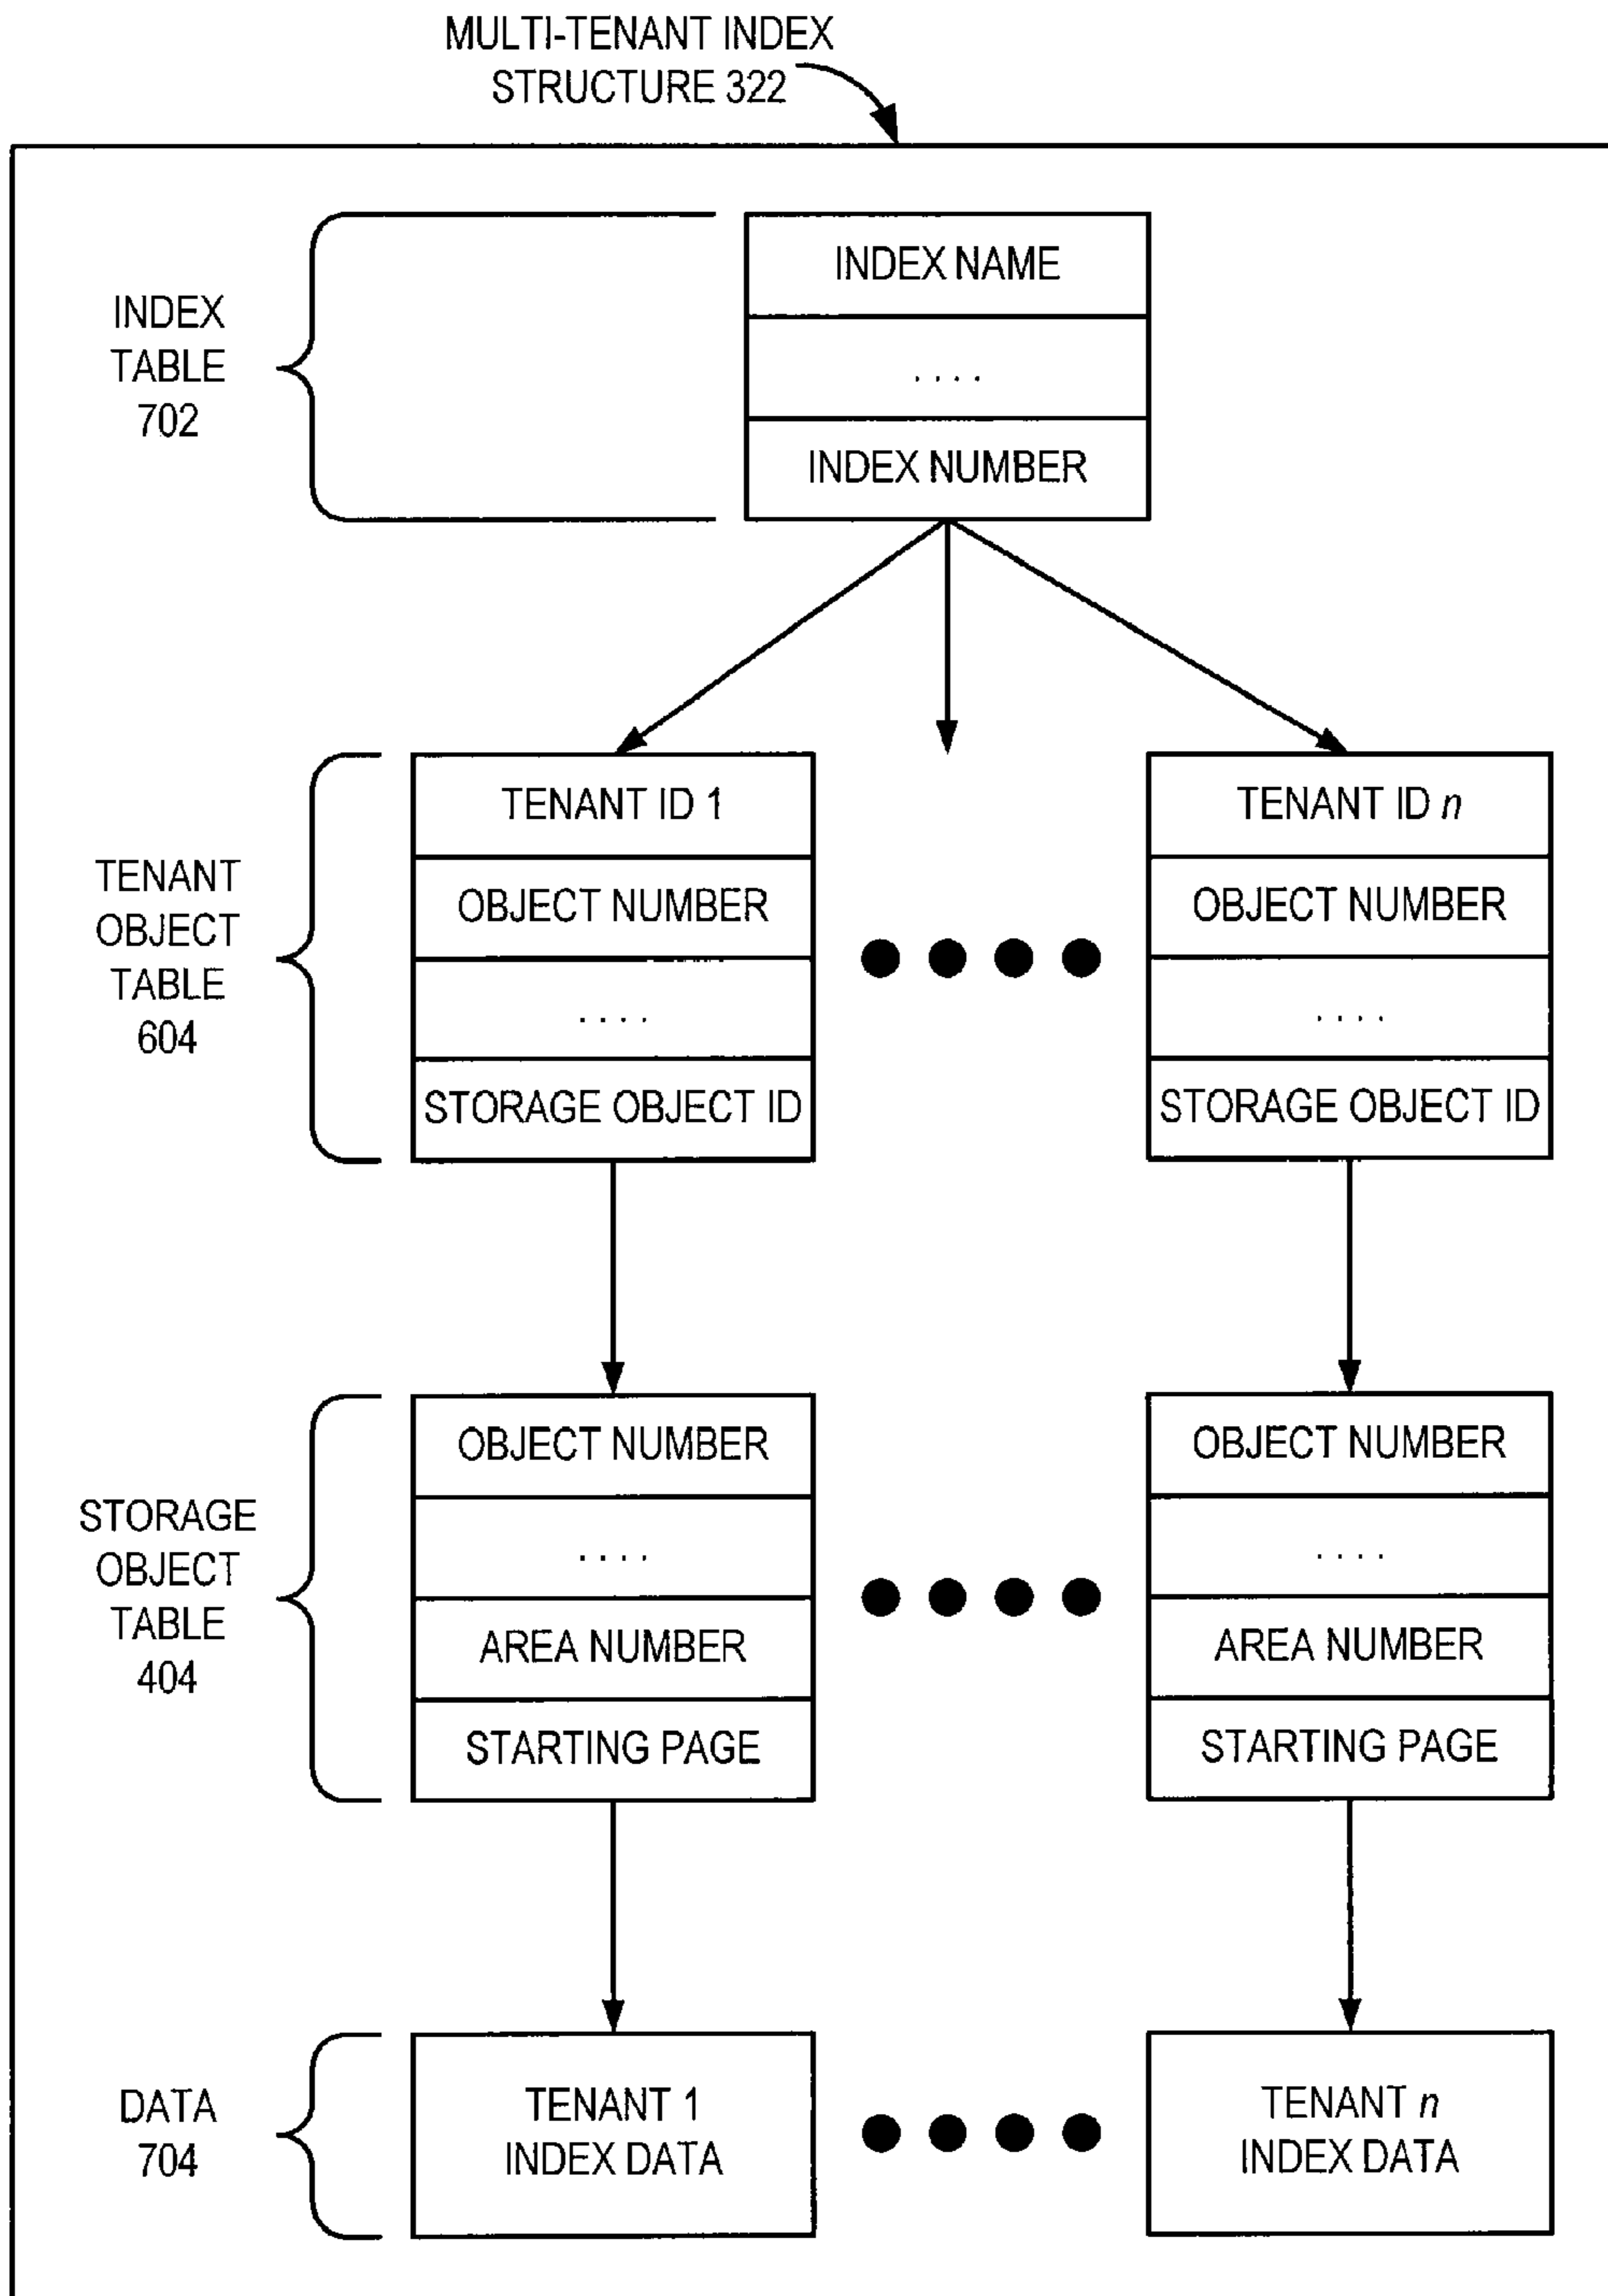 MULTI-TENANT INDEX
STRUCTURE 322
INDEX
TABLE
702
INDEX NAME
. . . .
INDEX NUMBER
TENANT
OBJECT
TABLE
604
TENANT ID 1
OBJECT NUMBER
. . . .
STORAGE OBJECT ID
TENANT ID n
OBJECT NUMBER
. . . .
STORAGE OBJECT ID
STORAGE
OBJECT
TABLE
404
OBJECT NUMBER
. . . .
AREA NUMBER
STARTING PAGE
OBJECT NUMBER
. . . .
AREA NUMBER
STARTING PAGE
DATA
704
TENANT 1
INDEX DATA
TENANT n
INDEX DATA